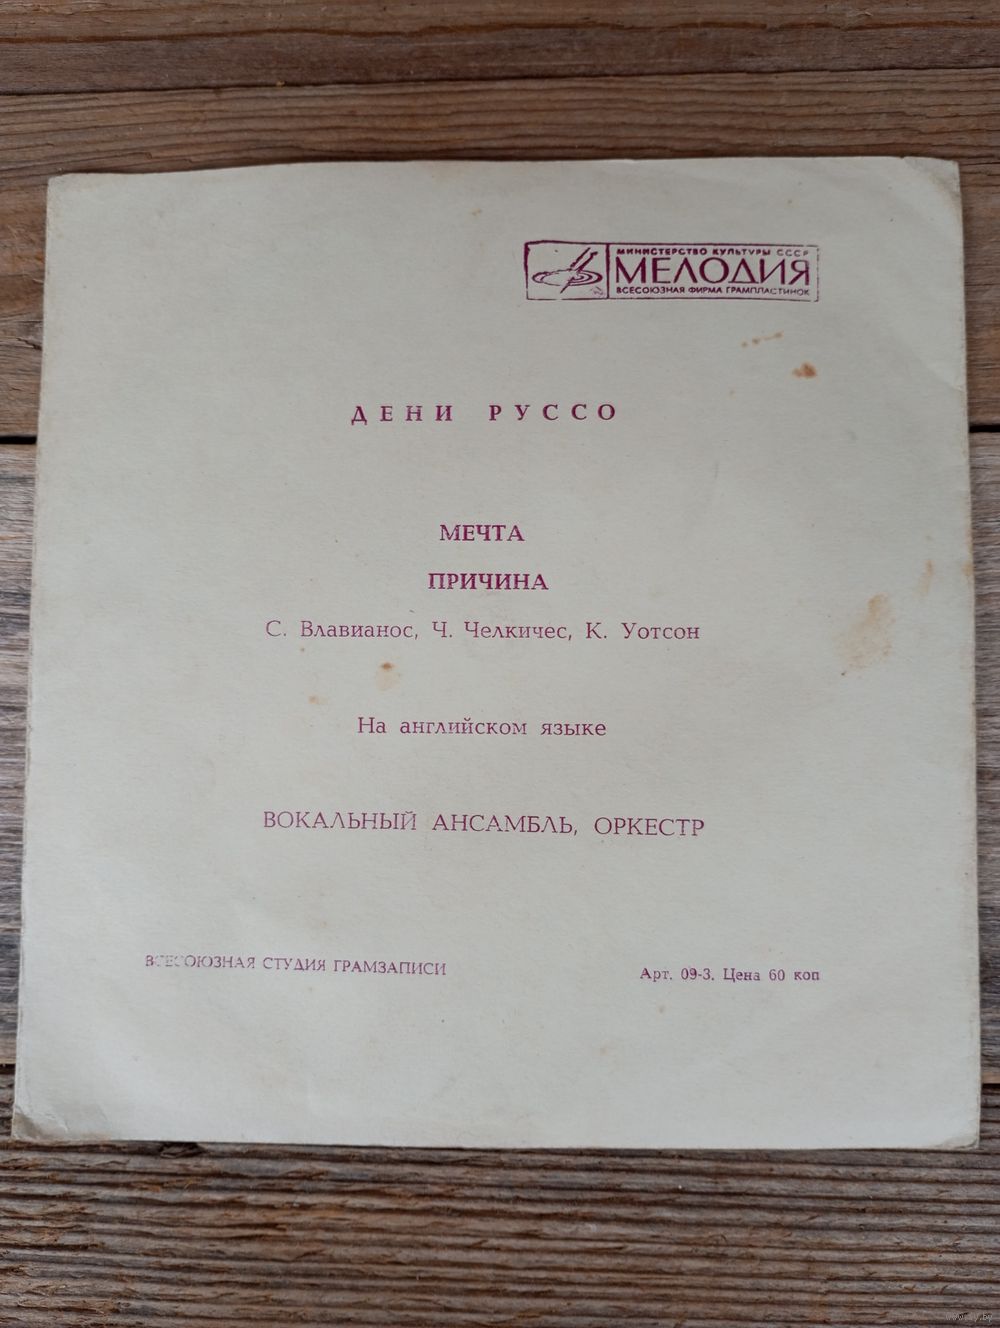 МИНИСТЕРСТВО КУЛЬТУРЫ СССР
МЕЛОДИЯ
ВСЕСОЮЗНАЯ ФИРМА ГРАМПЛАСТИНОК
ДЕНИ РУССО
МЕЧТА
ПРИЧИНА
С. Влавианос, Ч. Челкичес, К. Уотсон
На английском языке
ВОКАЛЬНЫЙ АНСАМБЛЬ, ОРКЕСТР
ВСЕСОЮЗНАЯ СТУДИЯ ГРАМЗАПИСИ
Арт. 09-3. Цена 60 коп